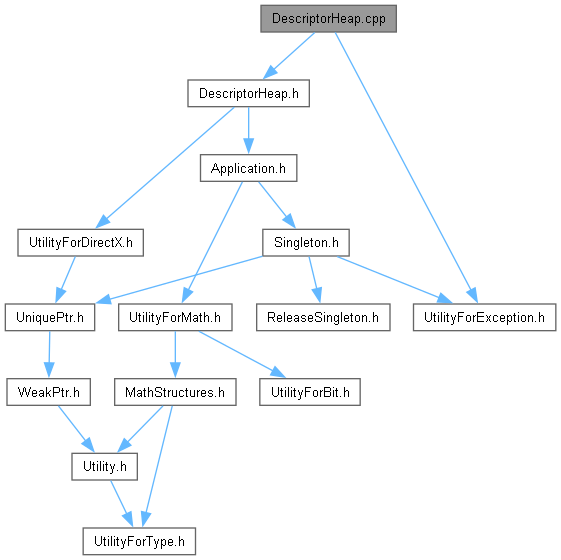 DescriptorHeap.cpp
DescriptorHeap.h
Application.h
UtilityForDirectX.h
Singleton.h
UniquePtr.h
UtilityForMath.h
ReleaseSingleton.h
UtilityForException.h
WeakPtr.h
MathStructures.h
UtilityForBit.h
Utility.h
UtilityForType.h